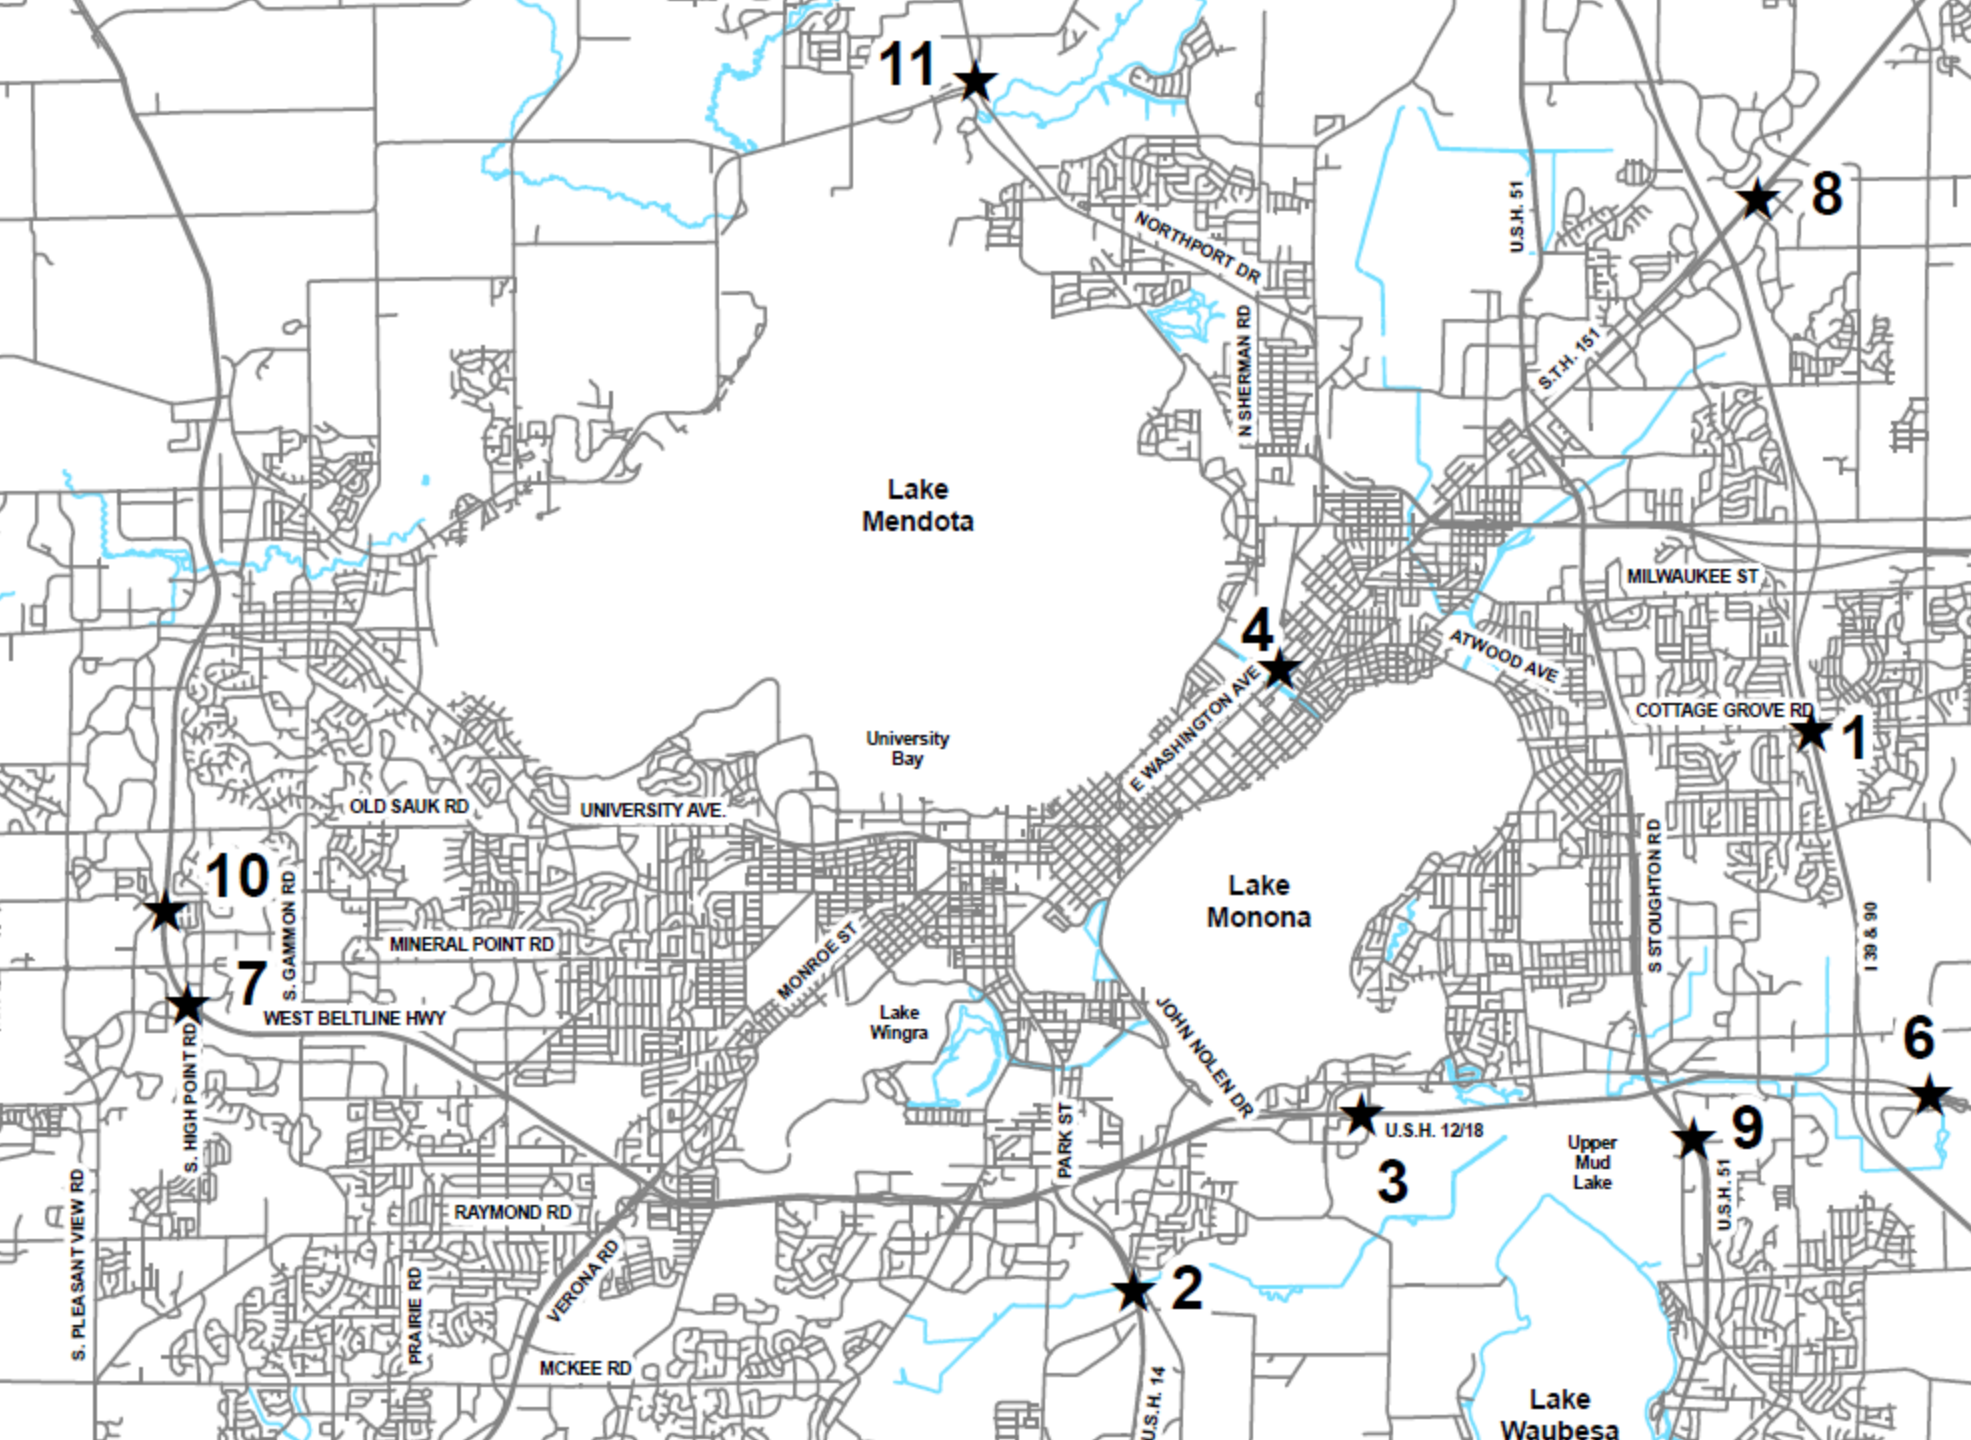 11
8
U.S.H. 51
NORTHPORT DR
N SHERMAN RD
S.T.H. 151
Lake
Mendota
MILWAUKEE ST
4
ATWOOD AVE
E WASHINGTON AVE
COTTAGE GROVE RD
1
University
Bay
OLD SAUK RD
UNIVERSITY AVE.
10
S. GAMMON RD
Lake
Monona
S STOUGHTON RD
I 39 & 90
MINERAL POINT RD
MONROE ST
7
WEST BELTLINE HWY
Lake
Wingra
JOHN NOLEN DR
6
S. HIGH POINT RD
PARK ST
U.S.H. 12/18
3
Upper
Mud
Lake
9
U.S.H. 51
S. PLEASANT VIEW RD
RAYMOND RD
VERONA RD
PRAIRIE RD
2
MCKEE RD
U.S.H. 14
Lake
Waubesa